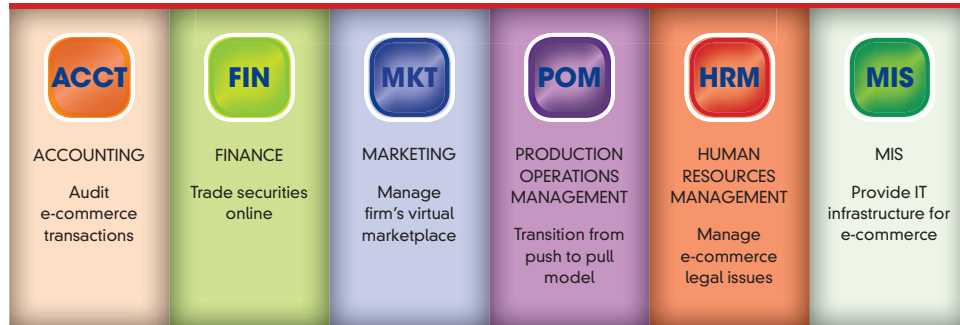 ACCT
ACCOUNTING
Audit
e-commerce
transactions
FIN
FINANCE
Trade securities
online
MKT
MARKETING
Manage
firm's virtual
marketplace
POM
PRODUCTION
OPERATIONS
MANAGEMENT
Transition from
push to pull
model
HRM
HUMAN
RESOURCES
MANAGEMENT
Manage
e-commerce
legal issues
MIS
MIS
Provide IT
infrastructure for
e-commerce